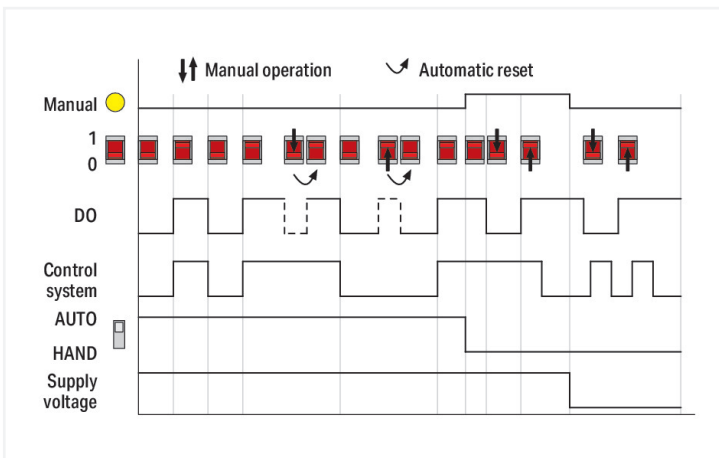 Manual operation
Automatic reset
Manual
1
0
DO
Control
system
AUTO
HAND
Supply
voltage